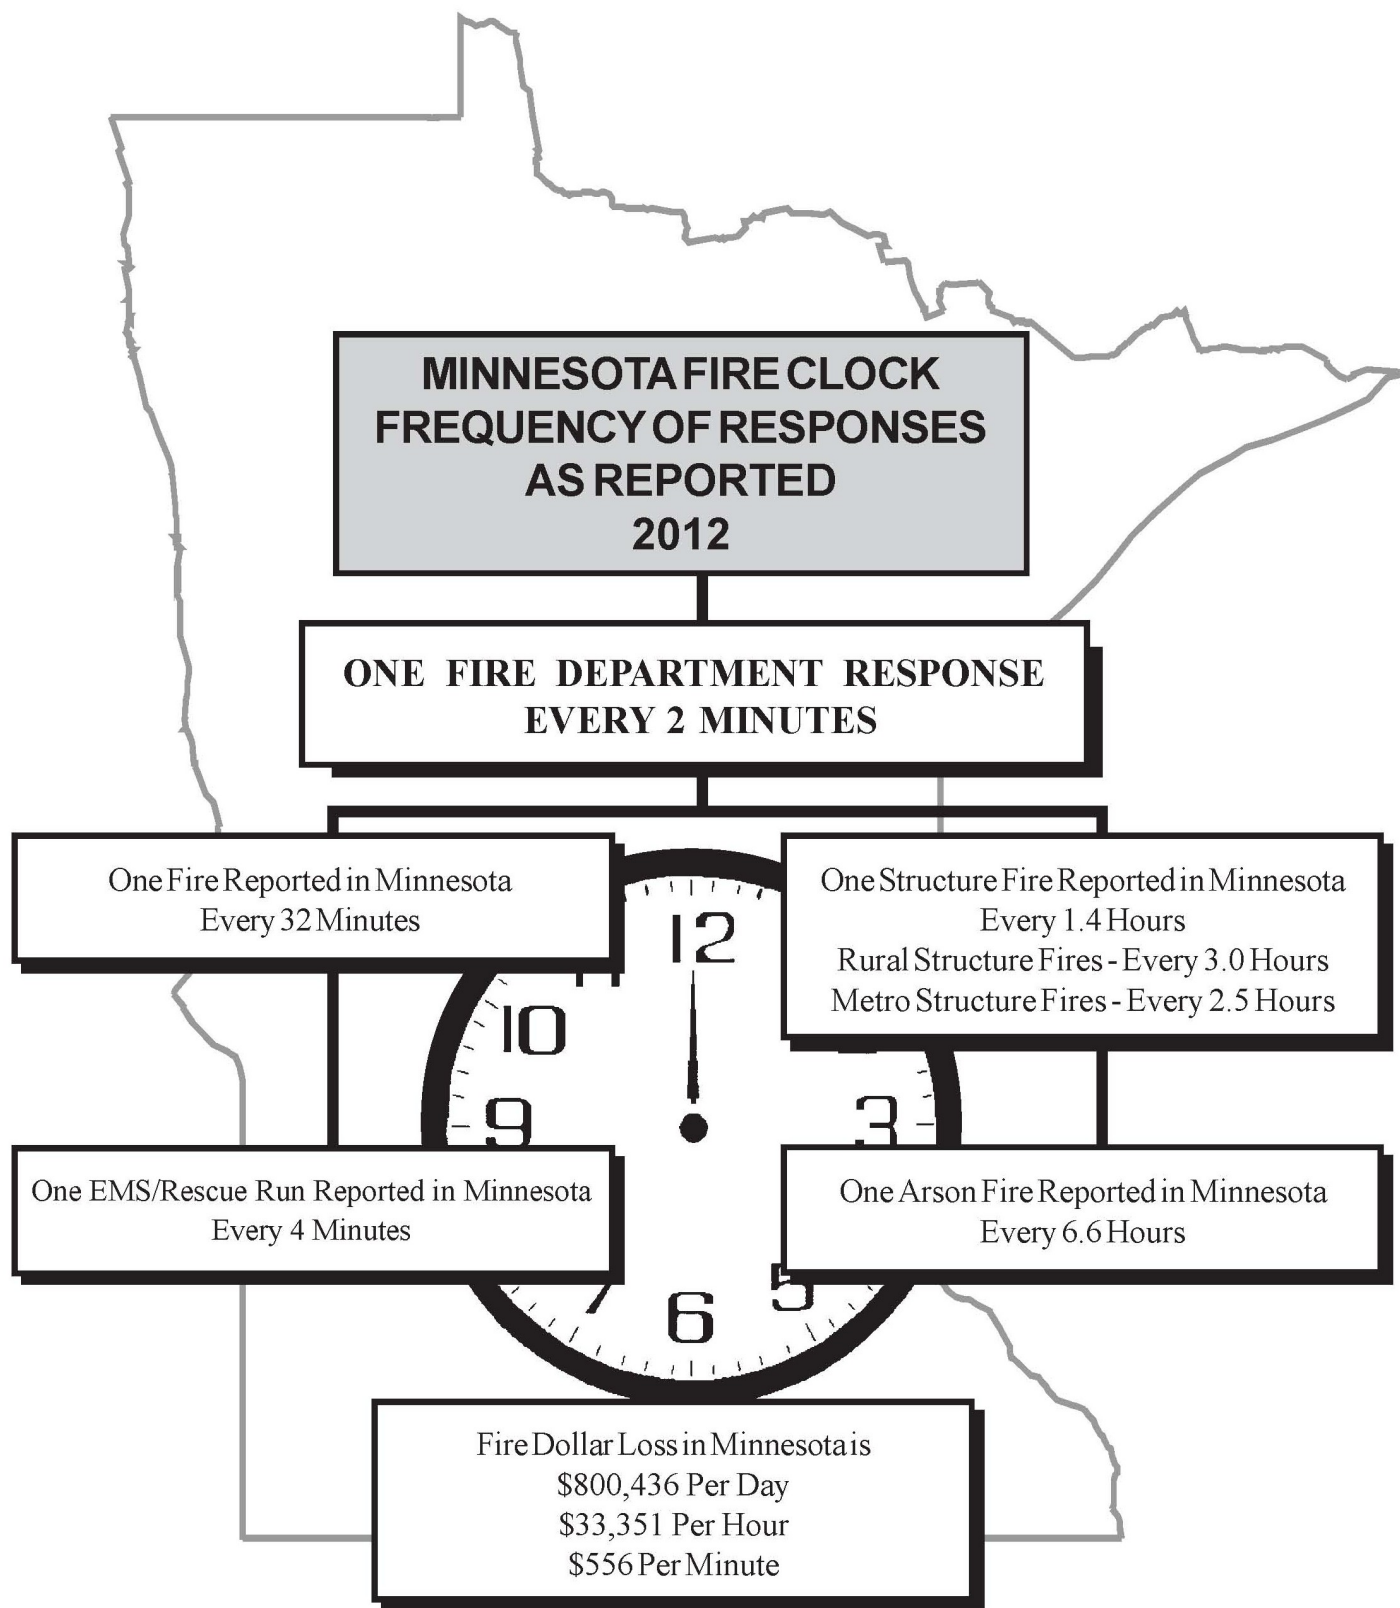 MINNESOTA FIRE CLOCK
FREQUENCY OF RESPONSES
AS REPORTED
2012
ONE FIRE DEPARTMENT RESPONSE
EVERY 2 MINUTES
One Fire Reported in Minnesota
Every 32 Minutes
One Structure Fire Reported in Minnesota
Every 1.4 Hours
Rural Structure Fires - Every 3.0 Hours
Metro Structure Fires - Every 2.5 Hours
12
11
10
9
3
One EMS/Rescue Run Reported in Minnesota
Every 4 Minutes
One Arson Fire Reported in Minnesota
Every 6.6 Hours
7
6
5
Fire Dollar Loss in Minnesota is
$800,436 Per Day
$33,351 Per Hour
$556 Per Minute